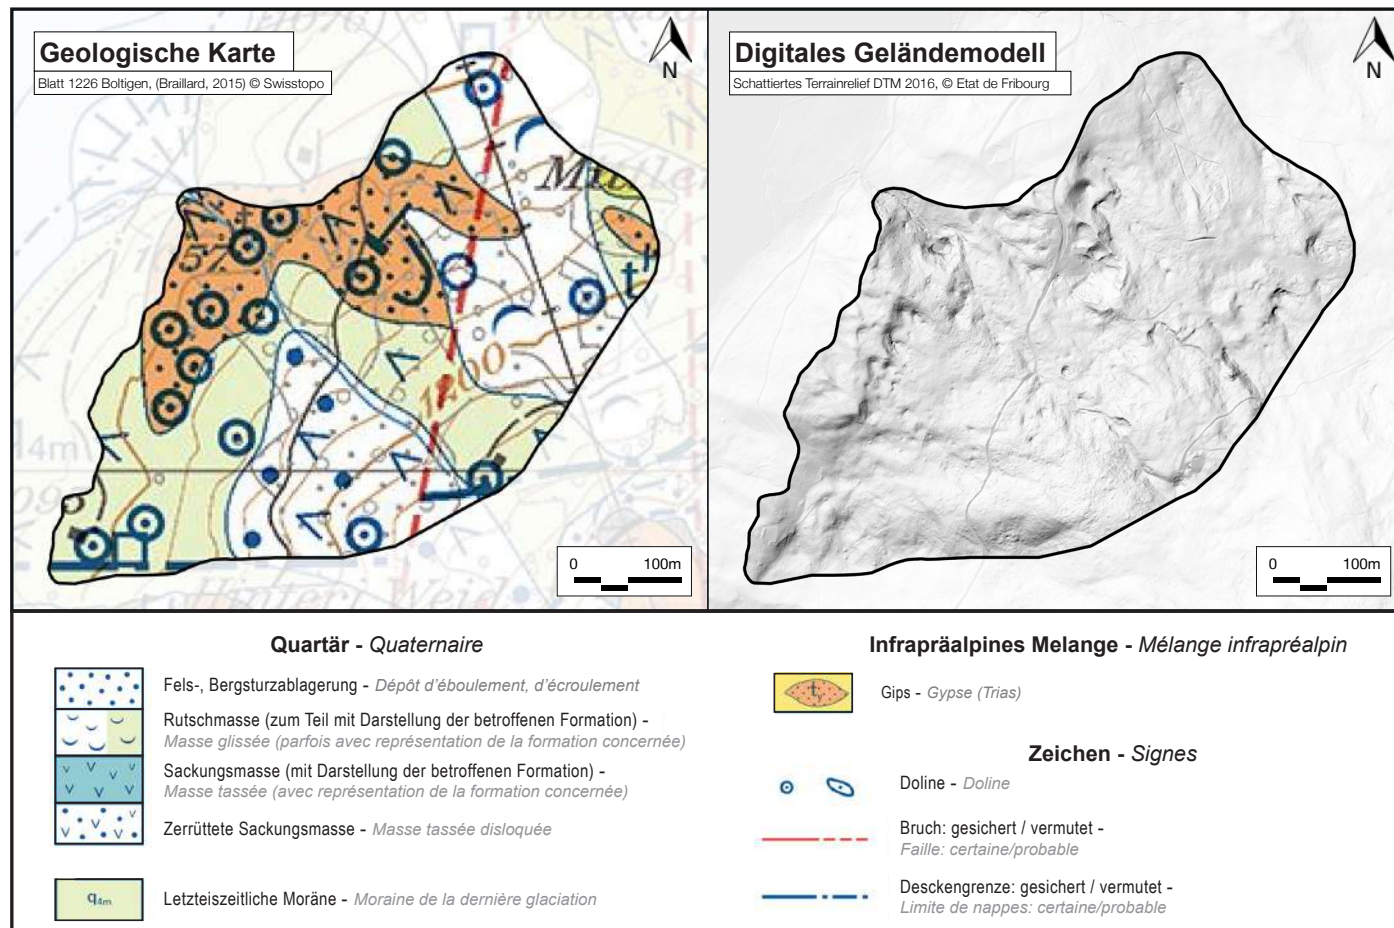 Geologische Karte
Blatt 1226 Boltigen, (Braillard, 2015) © Swisstopo
N
Digitales Geländemodell
Schattiertes Terrainrelief DTM 2016, © Etat de Fribourg
N
57
1200
t
Hinteri Weid
0 100m
0 100m
Quartär - Quaternaire
Fels-, Bergsturzablagerung - Dépôt d'éboulement, d'écroulement
Rutschmasse (zum Teil mit Darstellung der betroffenen Formation) -
Masse glissée (parfois avec représentation de la formation concernée)
Sackungsmasse (mit Darstellung der betroffenen Formation) -
Masse tassée (avec représentation de la formation concernée)
Zerrüttete Sackungsmasse - Masse tassée disloquée
q4m
Letzteiszeitliche Moräne - Moraine de la dernière glaciation
Infrapräalpines Melange - Mélange infrapréalpin
Gips - Gypse (Trias)
Zeichen - Signes
Doline - Doline
Bruch: gesichert / vermutet -
Faille: certaine/probable
Desckengrenze: gesichert / vermutet -
Limite de nappes: certaine/probable